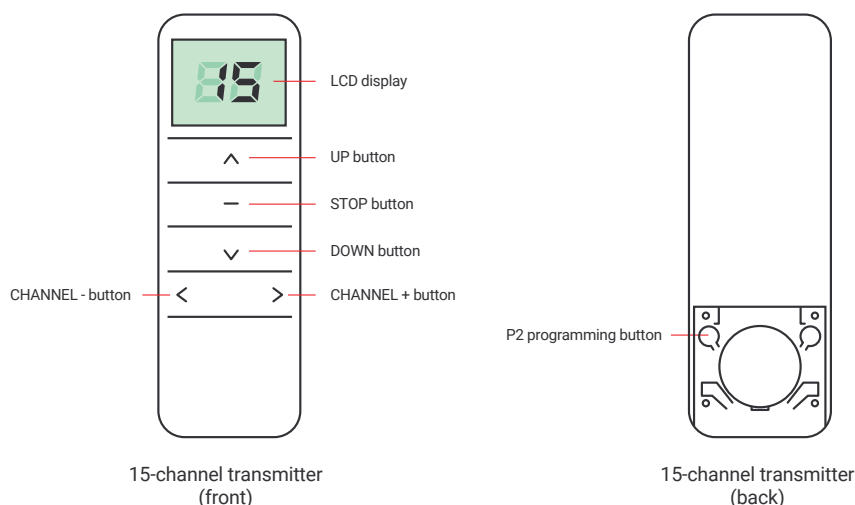 15
LCD display
UP button
STOP button
DOWN button
CHANNEL - button
CHANNEL + button
15-channel transmitter
(front)
P2 programming button
15-channel transmitter
(back)